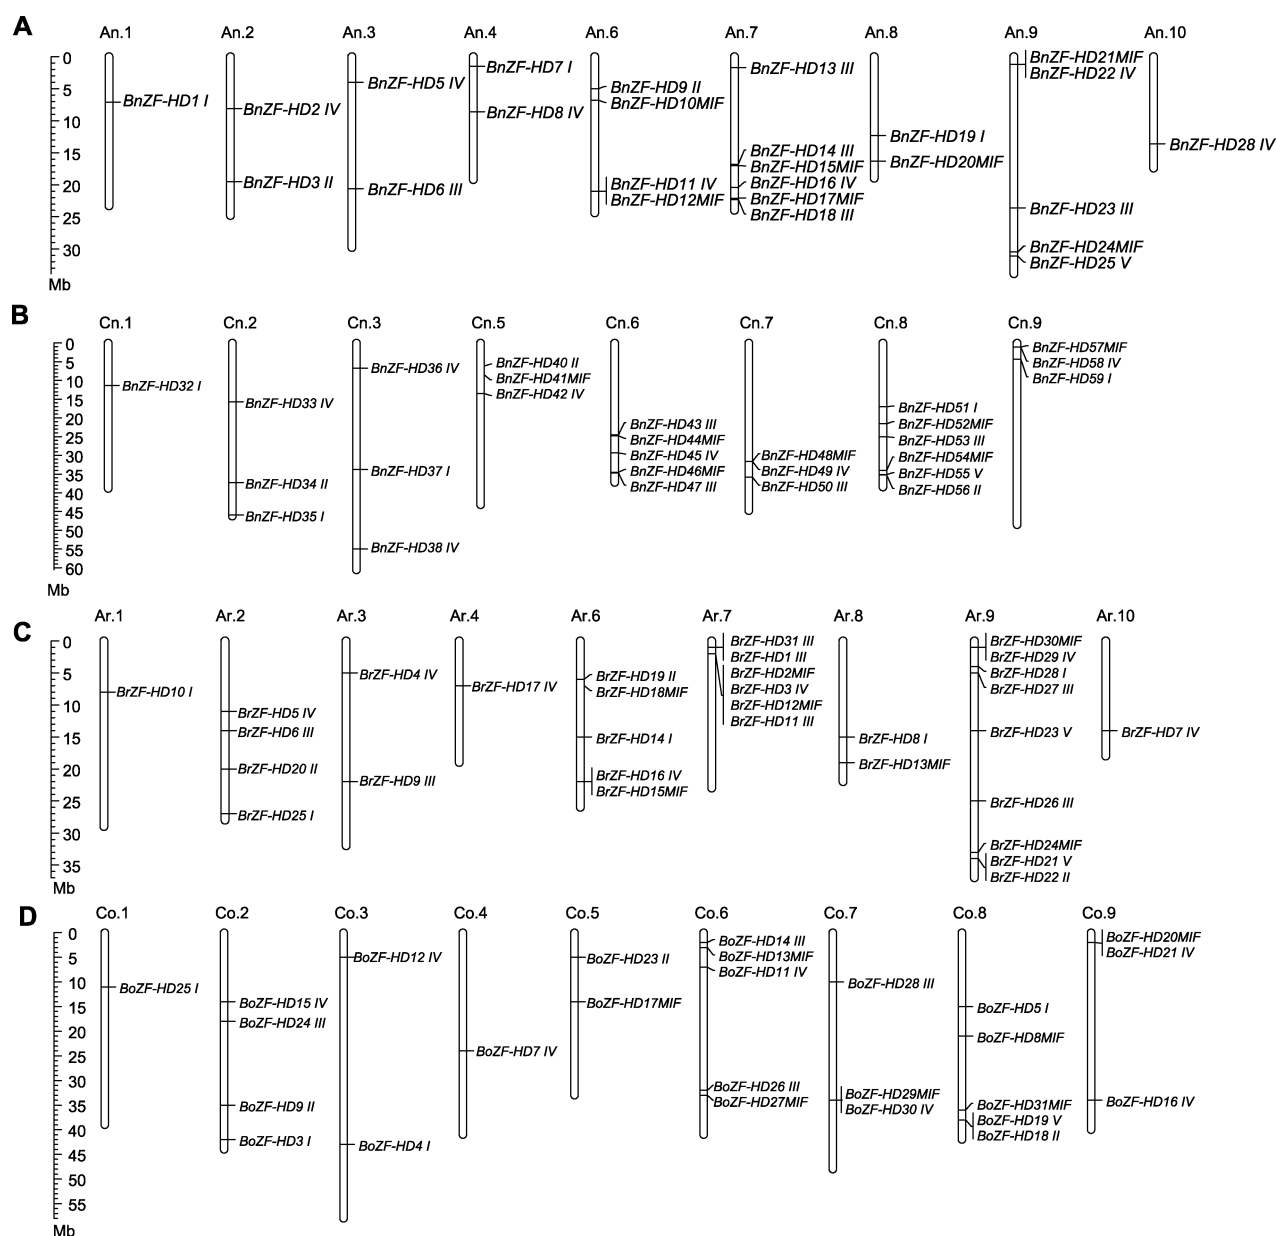 A
An.1 An.2 An.3 An.4 An.6 An.7 An.8 An.9 An.10
0
5
10
15
20
25
30
Mb
BnZF-HD1 I
BnZF-HD2 IV
BnZF-HD3 II
BnZF-HD5 IV
BnZF-HD6 III
BnZF-HD7 I
BnZF-HD8 IV
BnZF-HD9 II
BnZF-HD10MIF
BnZF-HD11 IV
BnZF-HD12MIF
BnZF-HD13 III
BnZF-HD14 III
BnZF-HD15MIF
BnZF-HD16 IV
BnZF-HD17MIF
BnZF-HD18 III
BnZF-HD19 I
BnZF-HD20MIF
BnZF-HD21MIF
BnZF-HD22 IV
BnZF-HD23 III
BnZF-HD24MIF
BnZF-HD25 V
BnZF-HD28 IV
B
Cn.1 Cn.2 Cn.3 Cn.5 Cn.6 Cn.7 Cn.8 Cn.9
0
5
10
15
20
25
30
35
40
45
50
55
60
Mb
BnZF-HD32 I
BnZF-HD33 IV
BnZF-HD34 II
BnZF-HD35 I
BnZF-HD36 IV
BnZF-HD37 I
BnZF-HD38 IV
BnZF-HD40 II
BnZF-HD41MIF
BnZF-HD42 IV
BnZF-HD43 III
BnZF-HD44MIF
BnZF-HD45 IV
BnZF-HD46MIF
BnZF-HD47 III
BnZF-HD48MIF
BnZF-HD49 IV
BnZF-HD50 III
BnZF-HD51 I
BnZF-HD52MIF
BnZF-HD53 III
BnZF-HD54MIF
BnZF-HD55 V
BnZF-HD56 II
BnZF-HD57MIF
BnZF-HD58 IV
BnZF-HD59 I
C
Ar.1 Ar.2 Ar.3 Ar.4 Ar.6 Ar.7 Ar.8 Ar.9 Ar.10
0
5
10
15
20
25
30
35
Mb
BrZF-HD10 I
BrZF-HD5 IV
BrZF-HD6 III
BrZF-HD20 II
BrZF-HD25 I
BrZF-HD4 IV
BrZF-HD9 III
BrZF-HD17 IV
BrZF-HD19 II
BrZF-HD18MIF
BrZF-HD14 I
BrZF-HD16 IV
BrZF-HD15MIF
BrZF-HD31 III
BrZF-HD1 III
BrZF-HD2MIF
BrZF-HD3 IV
BrZF-HD12MIF
BrZF-HD11 III
BrZF-HD8 I
BrZF-HD13MIF
BrZF-HD30MIF
BrZF-HD29 IV
BrZF-HD28 I
BrZF-HD27 III
BrZF-HD23 V
BrZF-HD26 III
BrZF-HD24MIF
BrZF-HD21 V
BrZF-HD22 II
BrZF-HD7 IV
D
Co.1 Co.2 Co.3 Co.4 Co.5 Co.6 Co.7 Co.8 Co.9
0
5
10
15
20
25
30
35
40
45
50
55
Mb
BoZF-HD25 I
BoZF-HD15 IV
BoZF-HD24 III
BoZF-HD9 II
BoZF-HD3 I
BoZF-HD12 IV
BoZF-HD4 I
BoZF-HD7 IV
BoZF-HD23 II
BoZF-HD17MIF
BoZF-HD14 III
BoZF-HD13MIF
BoZF-HD11 IV
BoZF-HD26 III
BoZF-HD27MIF
BoZF-HD28 III
BoZF-HD29MIF
BoZF-HD30 IV
BoZF-HD5 I
BoZF-HD8MIF
BoZF-HD31MIF
BoZF-HD19 V
BoZF-HD18 II
BoZF-HD20MIF
BoZF-HD21 IV
BoZF-HD16 IV